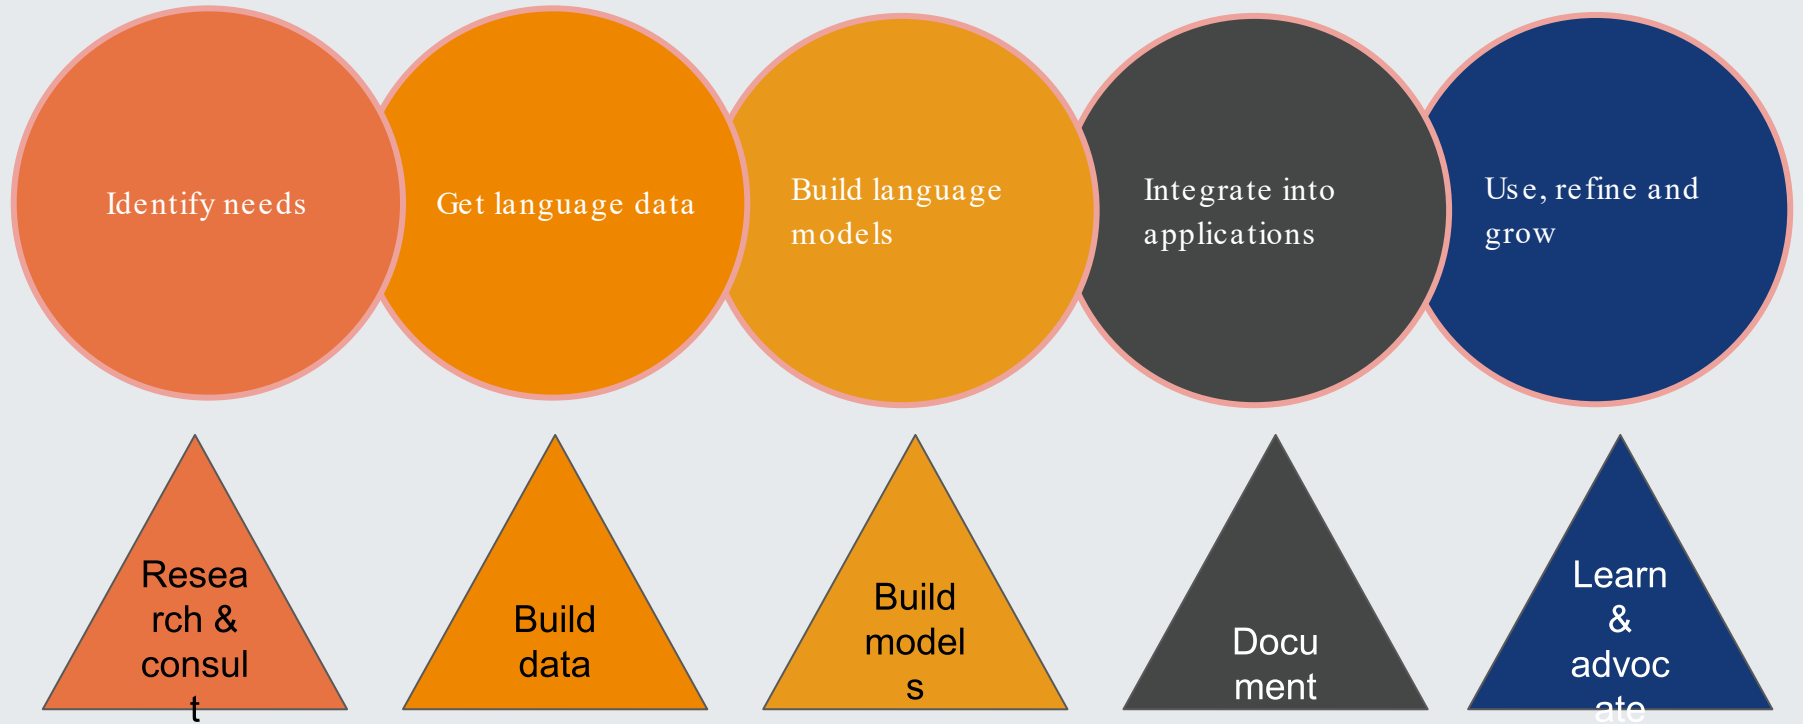 Identify needs
Get language data
Build language
models
Integrate into
applications
Use, refine and
grow
Resea
rch &
consul
t
Build
data
Build
model
s
Docu
ment
Learn
&
advoc
ate